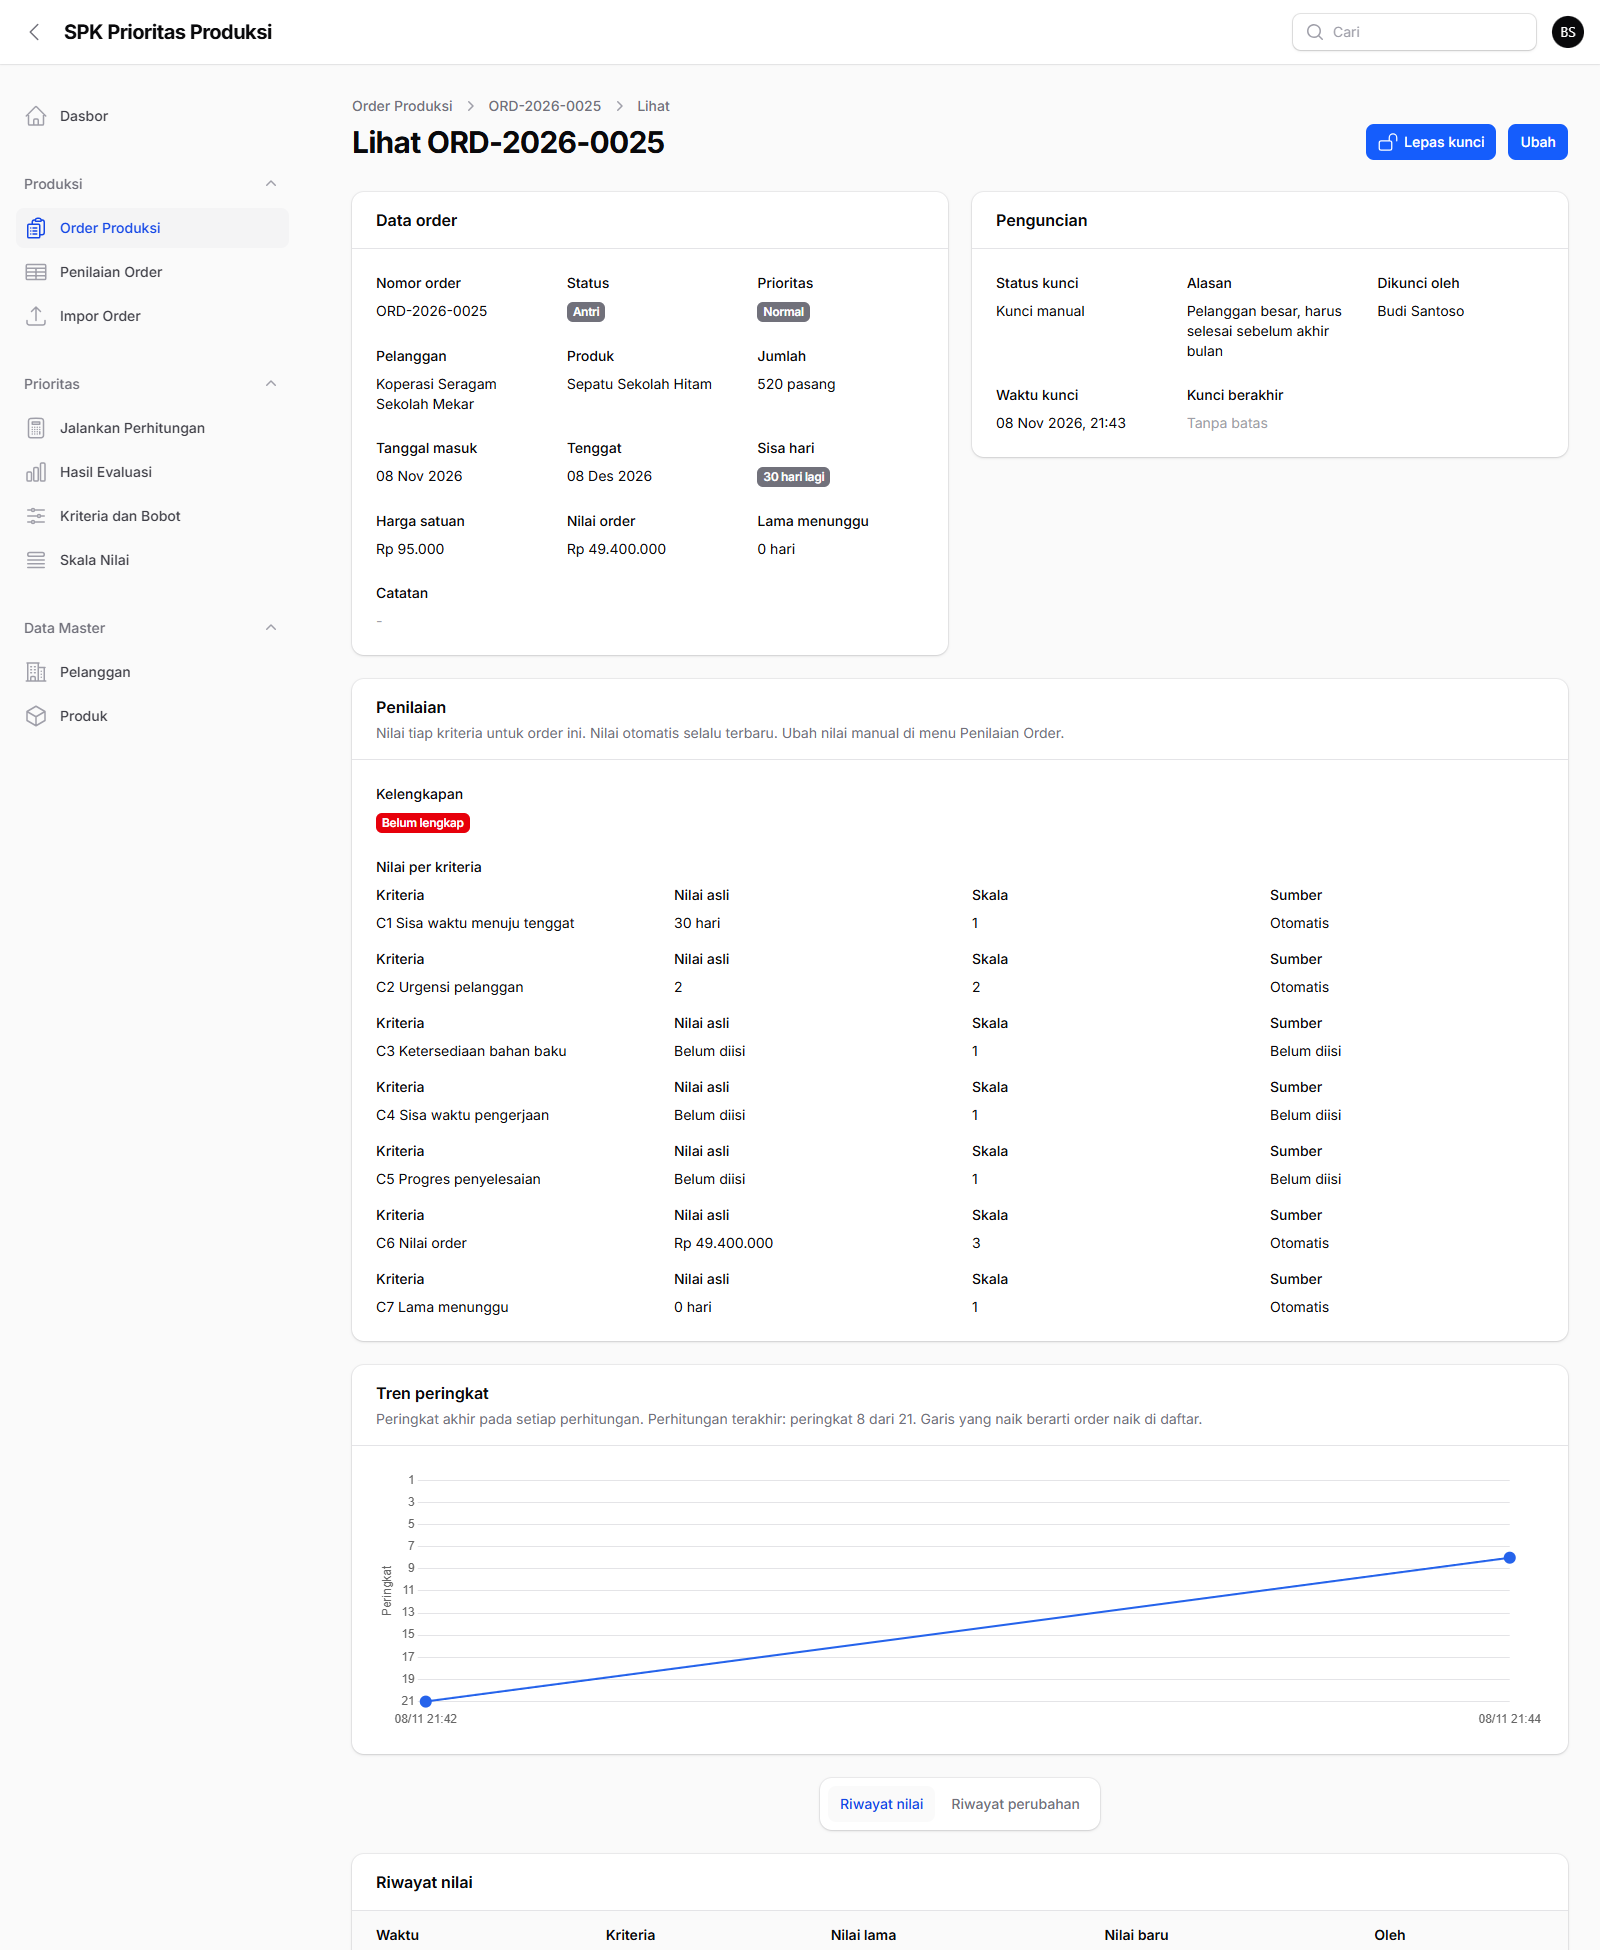 SPK Prioritas Produksi
Cari
BS
Dasbor
Produksi
Order Produksi
Penilaian Order
Impor Order
Prioritas
Jalankan Perhitungan
Hasil Evaluasi
Kriteria dan Bobot
Skala Nilai
Data Master
Pelanggan
Produk
Order Produksi > ORD-2026-0025 > Lihat
Lihat ORD-2026-0025
Lepas kunci
Ubah
Data order
Nomor order Status Prioritas
ORD-2026-0025 Antri Normal
Pelanggan Produk Jumlah
Koperasi Seragam Sekolah Mekar Sepatu Sekolah Hitam 520 pasang
Tanggal masuk Tenggat Sisa hari
08 Nov 2026 08 Des 2026 30 hari lagi
Harga satuan Nilai order Lama menunggu
Rp 95.000 Rp 49.400.000 0 hari
Catatan
-
Penguncian
Status kunci Alasan Dikunci oleh
Kunci manual Pelanggan besar, harus selesai sebelum akhir bulan Budi Santoso
Waktu kunci Kunci berakhir
08 Nov 2026, 21:43 Tanpa batas
Penilaian
Nilai tiap kriteria untuk order ini. Nilai otomatis selalu terbaru. Ubah nilai manual di menu Penilaian Order.
Kelengkapan
Belum lengkap
Nilai per kriteria
Kriteria Nilai asli Skala Sumber
C1 Sisa waktu menuju tenggat 30 hari 1 Otomatis
Kriteria Nilai asli Skala Sumber
C2 Urgensi pelanggan 2 2 Otomatis
Kriteria Nilai asli Skala Sumber
C3 Ketersediaan bahan baku Belum diisi 1 Belum diisi
Kriteria Nilai asli Skala Sumber
C4 Sisa waktu pengerjaan Belum diisi 1 Belum diisi
Kriteria Nilai asli Skala Sumber
C5 Progres penyelesaian Belum diisi 1 Belum diisi
Kriteria Nilai asli Skala Sumber
C6 Nilai order Rp 49.400.000 3 Otomatis
Kriteria Nilai asli Skala Sumber
C7 Lama menunggu 0 hari 1 Otomatis
Tren peringkat
Peringkat akhir pada setiap perhitungan. Perhitungan terakhir: peringkat 8 dari 21. Garis yang naik berarti order naik di daftar.
Peringkat
1
3
5
7
9
11
13
15
17
19
21
08/11 21:42 08/11 21:44
Riwayat nilai Riwayat perubahan
Riwayat nilai
Waktu Kriteria Nilai lama Nilai baru Oleh